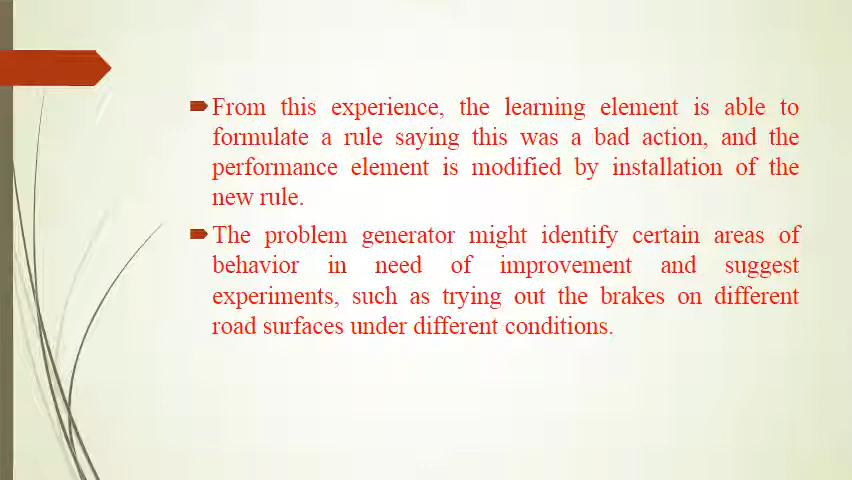 From this experience, the learning element is able to
formulate a rule saying this was a bad action, and the
performance element is modified by installation of the
new rule.
The problem generator might identify certain areas of
behavior in need of improvement and suggest
experiments, such as trying out the brakes on different
road surfaces under different conditions.